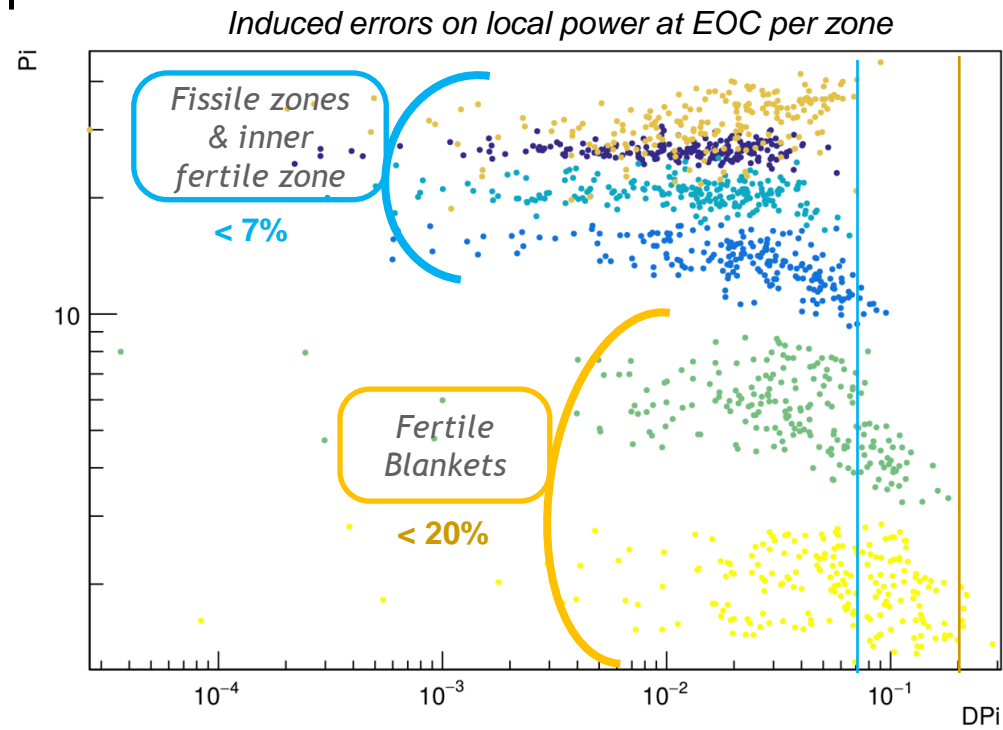 Induced errors on local power at EOC per zone
Pi
Fissile zones
& inner
fertile zone
< 7%
10
Fertile
Blankets
< 20%
10⁻⁴
10⁻³
10⁻²
10⁻¹
DPi